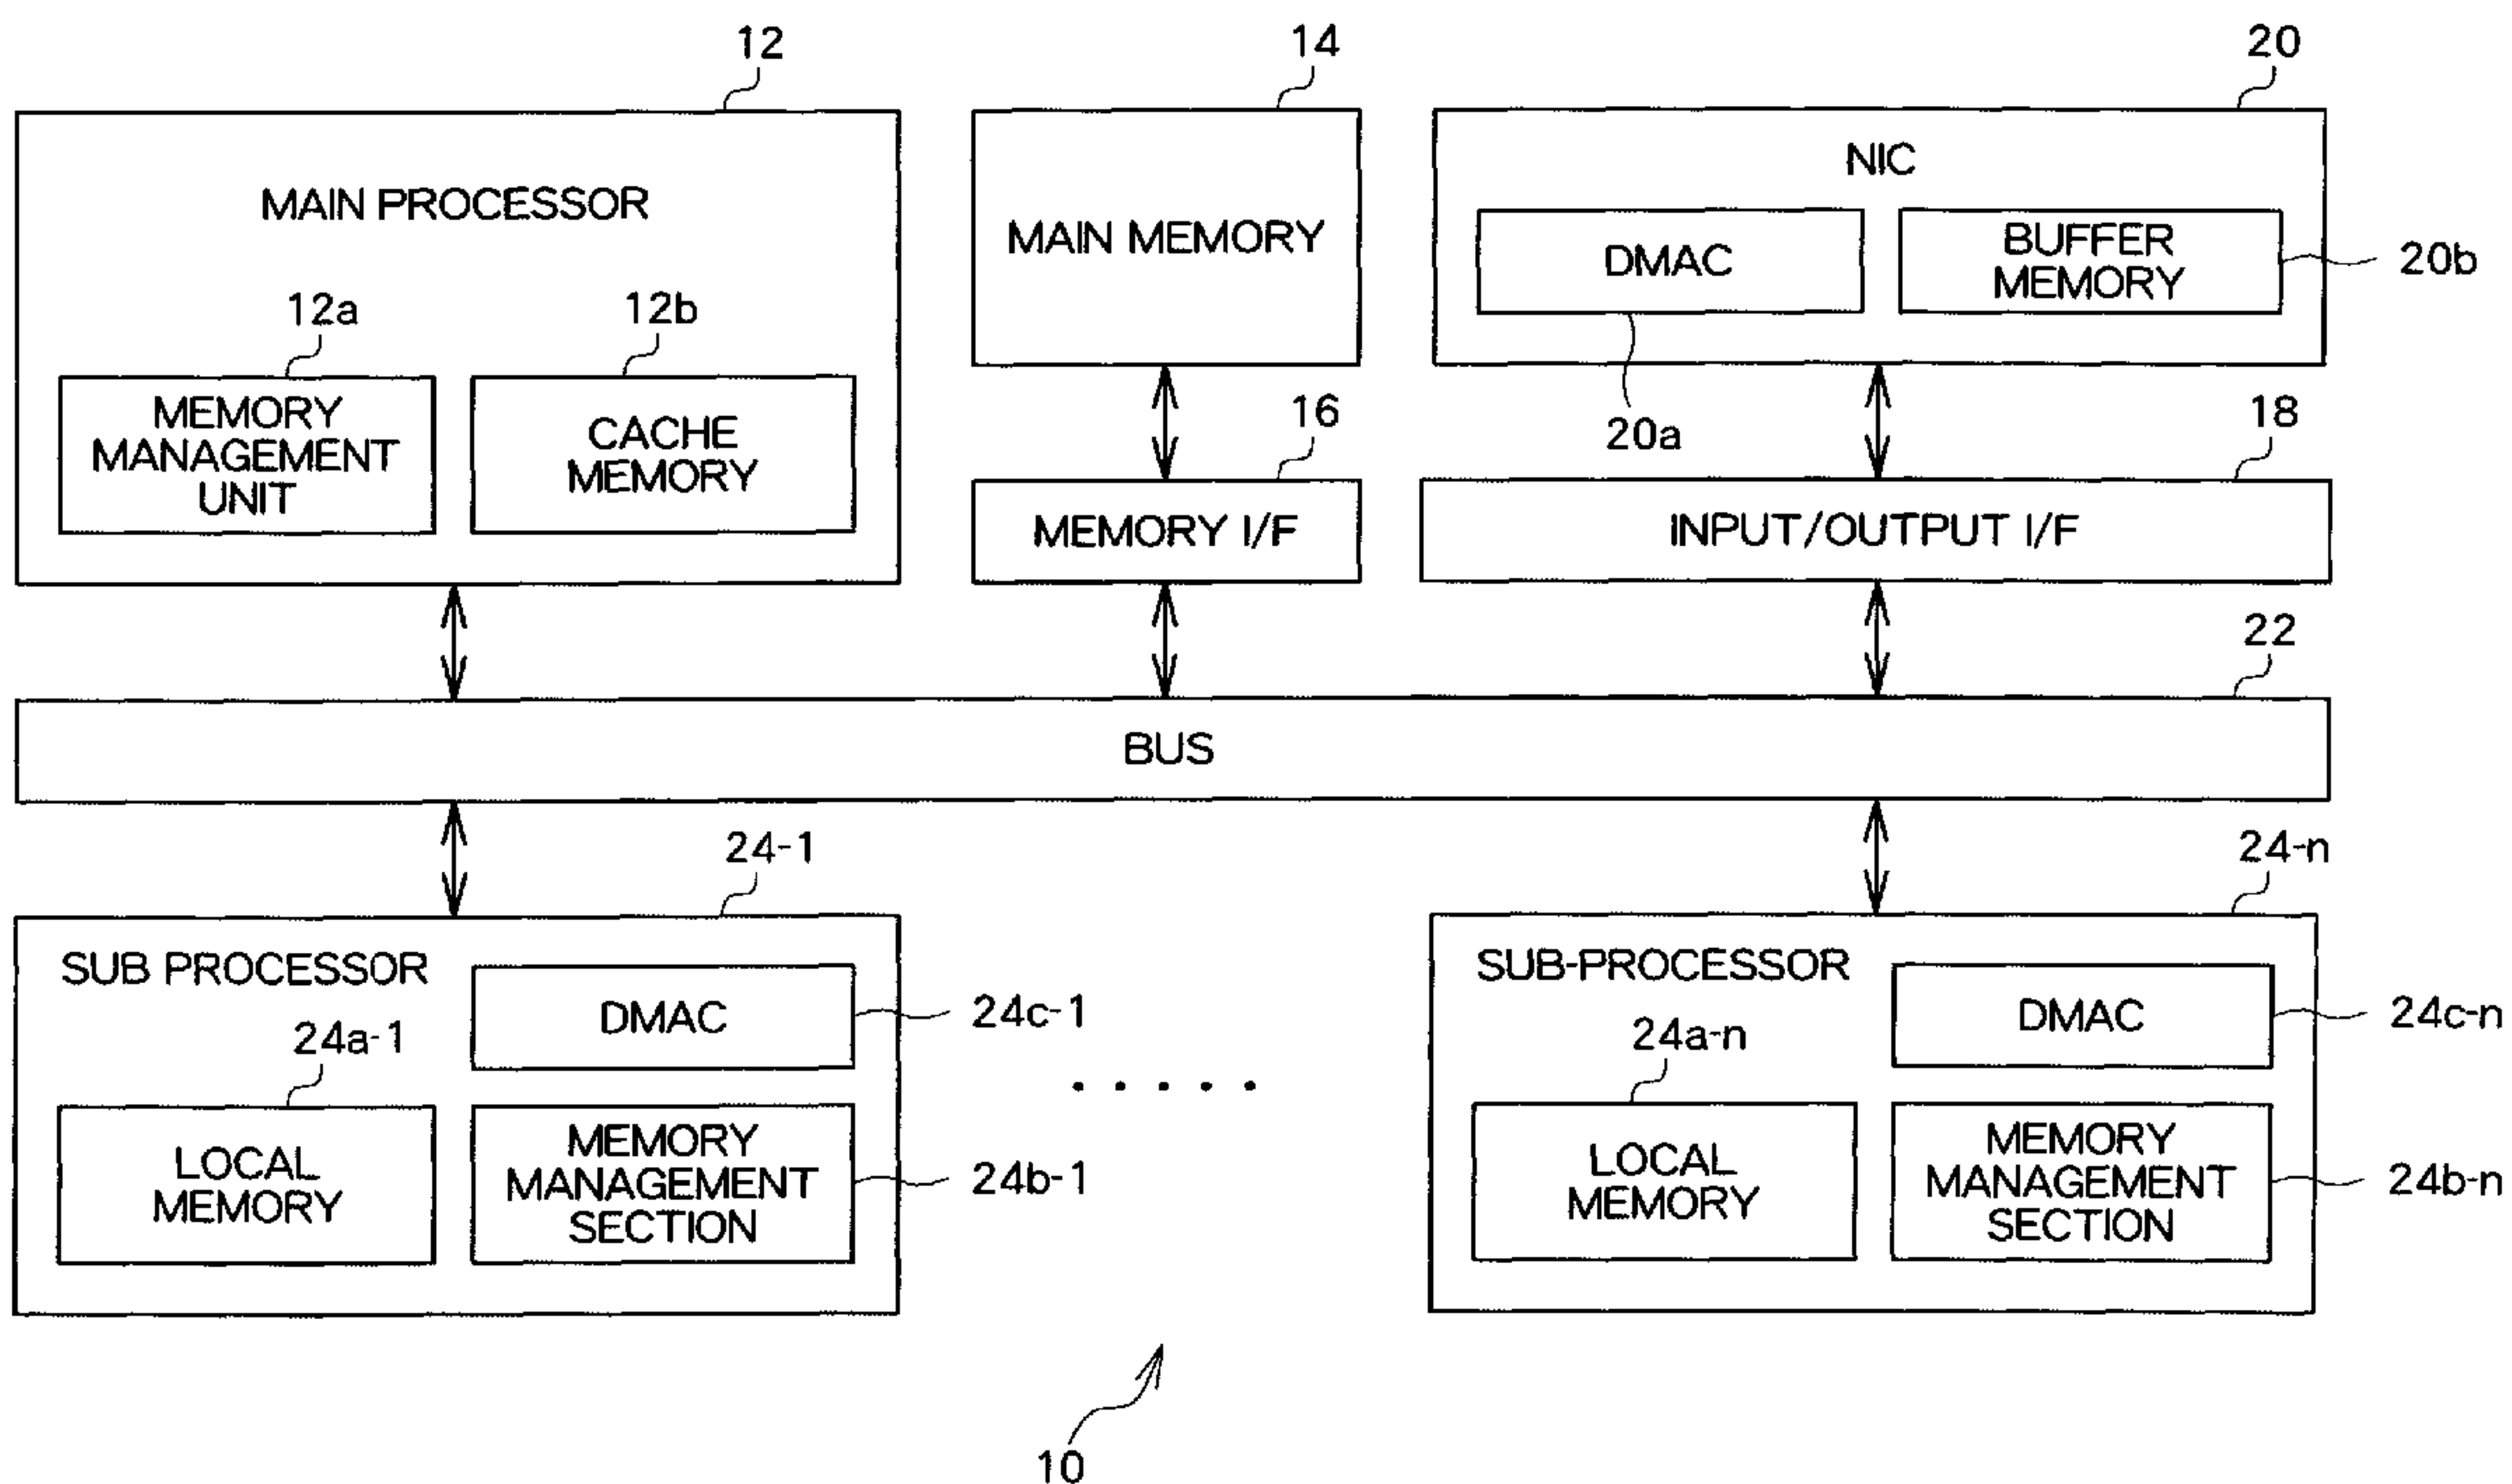 12
14
20
MAIN PROCESSOR
MAIN MEMORY
NIC
DMAC
BUFFER
MEMORY
20b
12a
12b
20a
16
18
MEMORY
MANAGEMENT
UNIT
CACHE
MEMORY
MEMORY I/F
INPUT/OUTPUT I/F
22
BUS
24-1
24-n
SUB PROCESSOR
DMAC
24c-1
24a-1
LOCAL
MEMORY
MEMORY
MANAGEMENT
SECTION
24b-1
.....
SUB-PROCESSOR
DMAC
24c-n
24a-n
LOCAL
MEMORY
MEMORY
MANAGEMENT
SECTION
24b-n
10